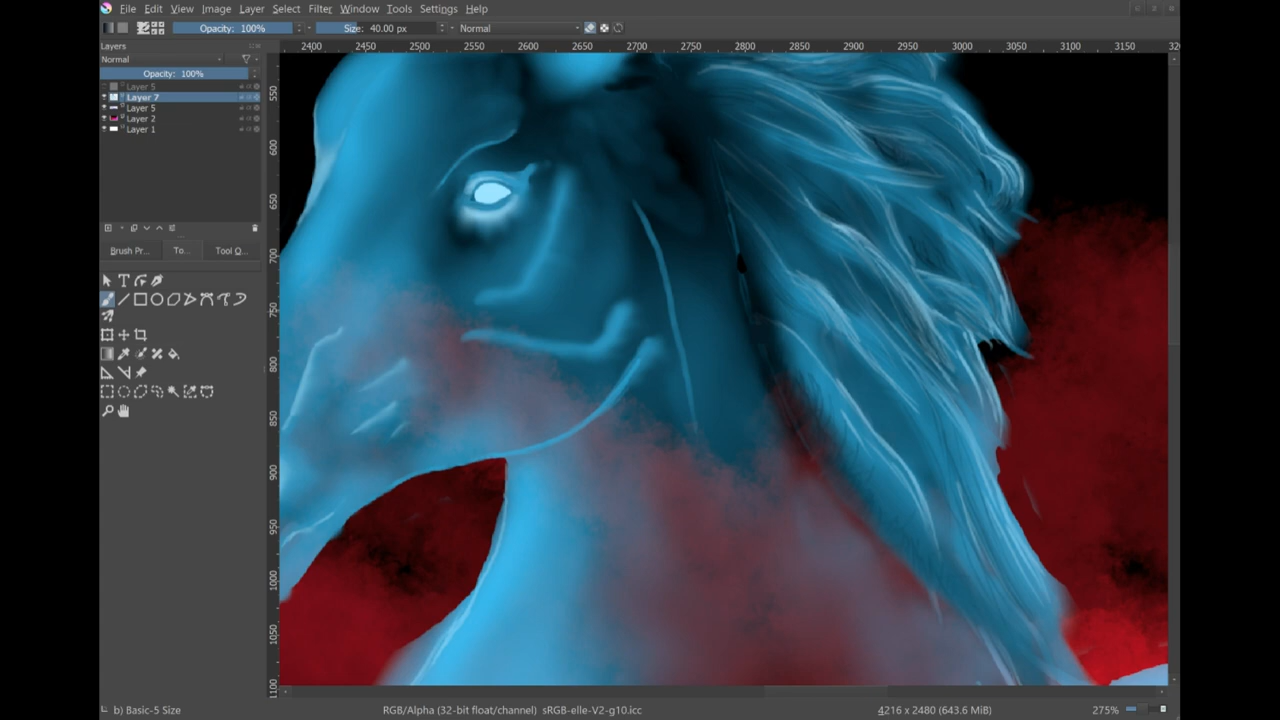 File Edit View Image Layer Select Filter Window Tools Settings Help
Opacity: 100% Size: 40.00 px Normal
Layers
Normal
Opacity: 100%
Layer 5
Layer 7
Layer 5
Layer 2
Layer 1
Brush Pr... To... Tool O...
2400 2450 2500 2550 2600 2650 2700 2750 2800 2850 2900 2950 3000 3050 3100 3150 320
550
600
650
700
750
800
850
900
950
1000
1050
1100
b) Basic-5 Size RGB/Alpha (32-bit float/channel) sRGB-elle-V2-g10.icc 4216 x 2480 (643.6 MiB) 275%